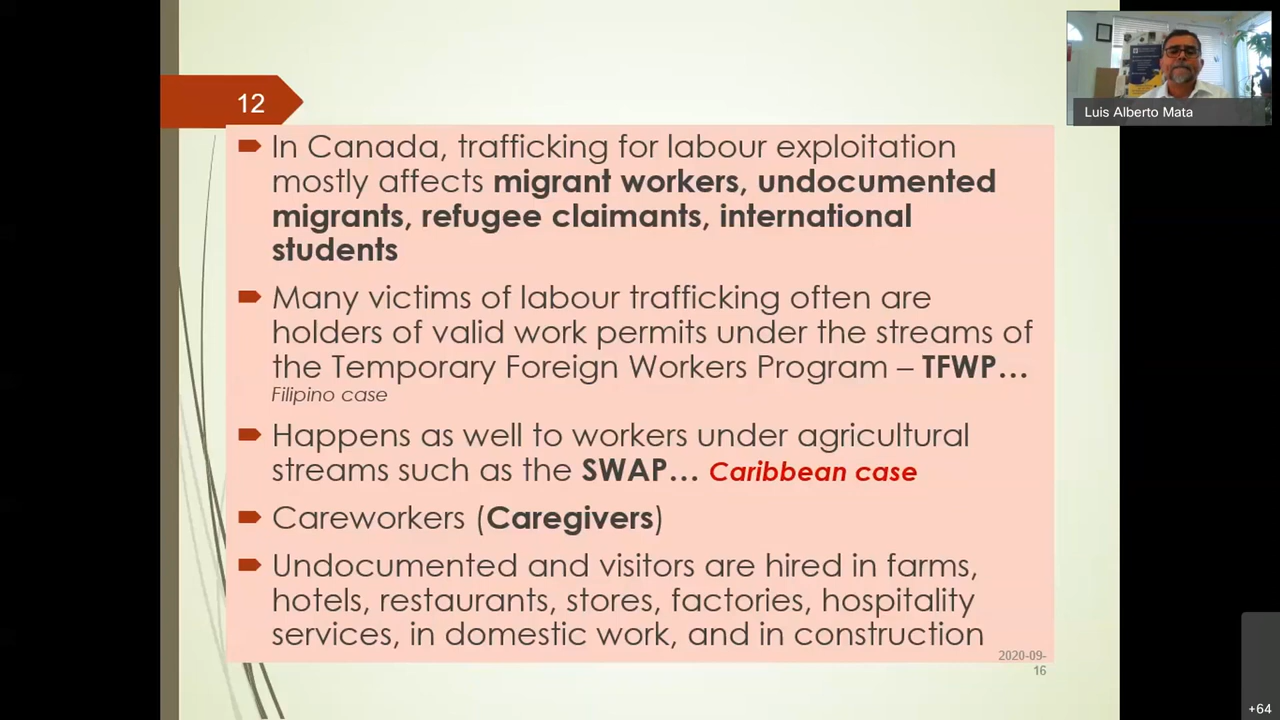 12
Luis Alberto Mata
In Canada, trafficking for labour exploitation
mostly affects migrant workers, undocumented
migrants, refugee claimants, international
students
Many victims of labour trafficking often are
holders of valid work permits under the streams of
the Temporary Foreign Workers Program – TFWP…
Filipino case
Happens as well to workers under agricultural
streams such as the SWAP… Caribbean case
Careworkers (Caregivers)
Undocumented and visitors are hired in farms,
hotels, restaurants, stores, factories, hospitality
services, in domestic work, and in construction
2020-09-
16
+64